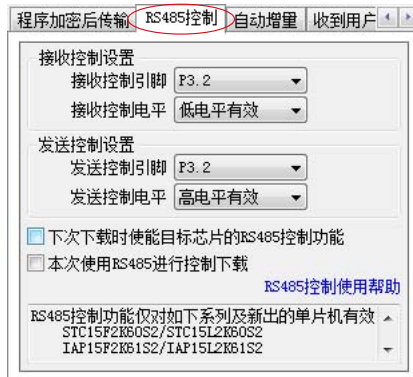 程序加密后传输 RS485控制 自动增量 收到用户
接收控制设置
接收控制引脚 P3.2
接收控制电平 低电平有效
发送控制设置
发送控制引脚 P3.2
发送控制电平 高电平有效
下次下载时使能目标芯片的RS485控制功能
本次使用RS485进行控制下载
RS485控制使用帮助
RS485控制功能仅对如下系列及新出的单片机有效
STC15F2K60S2/STC15L2K60S2
IAP15F2K61S2/IAP15L2K61S2